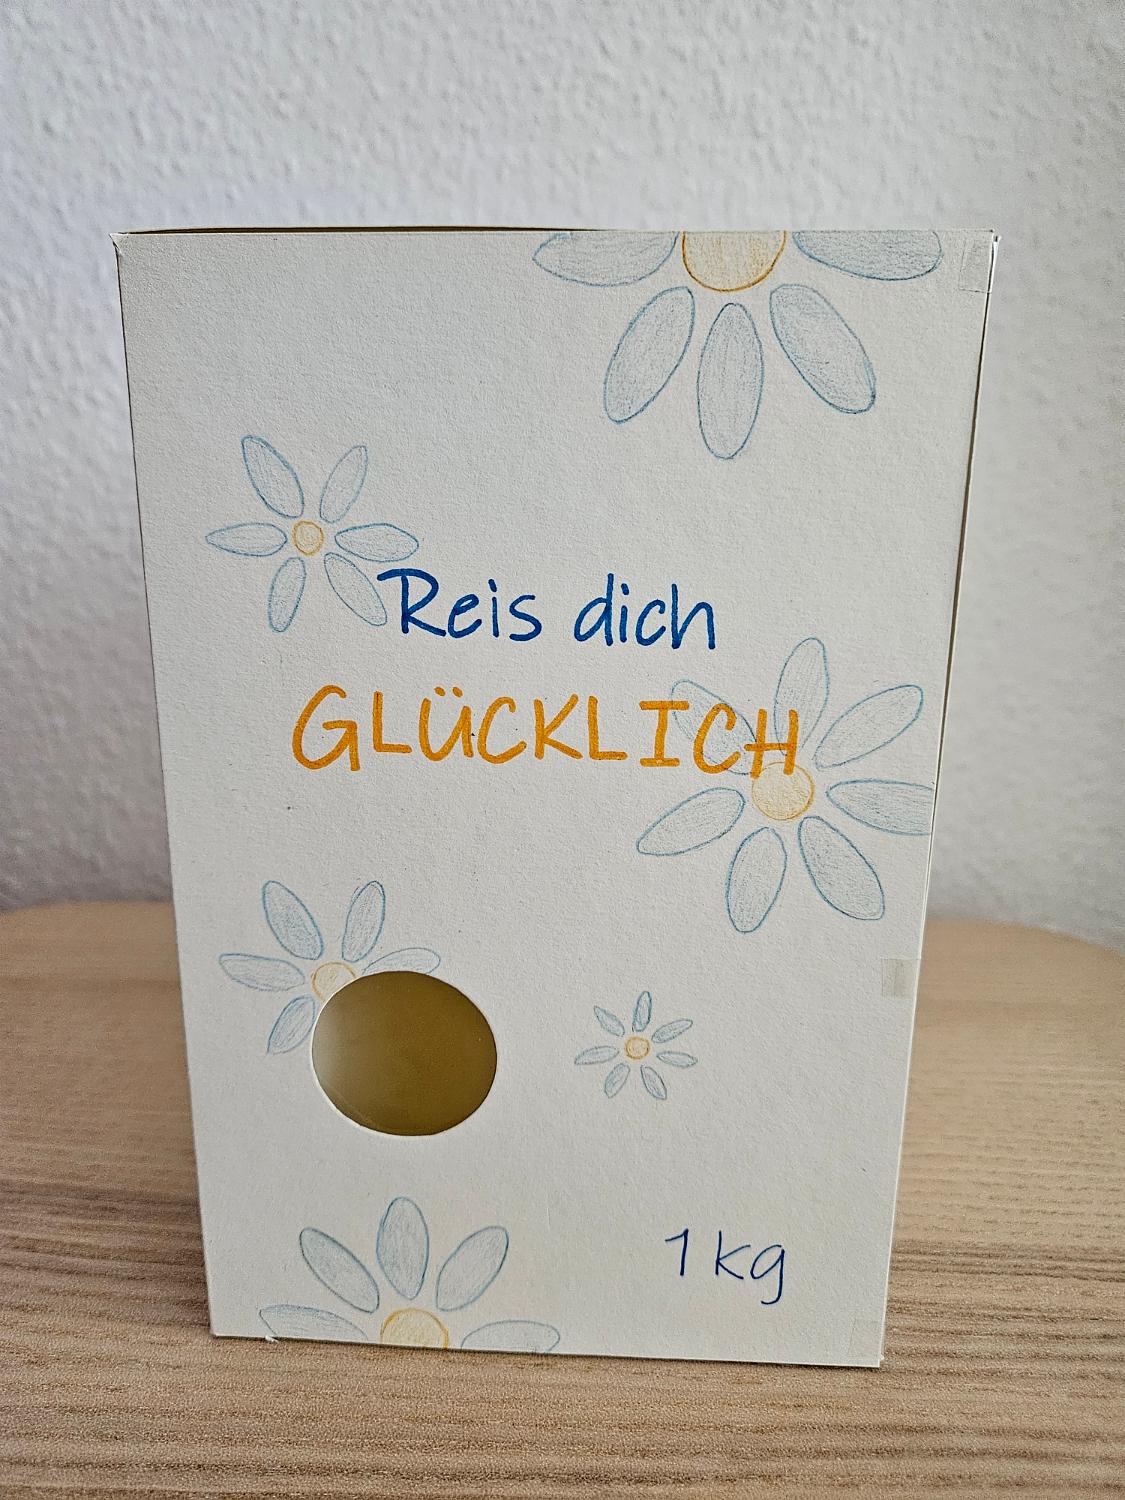 Reis dich
GLÜCKLICH
1 kg